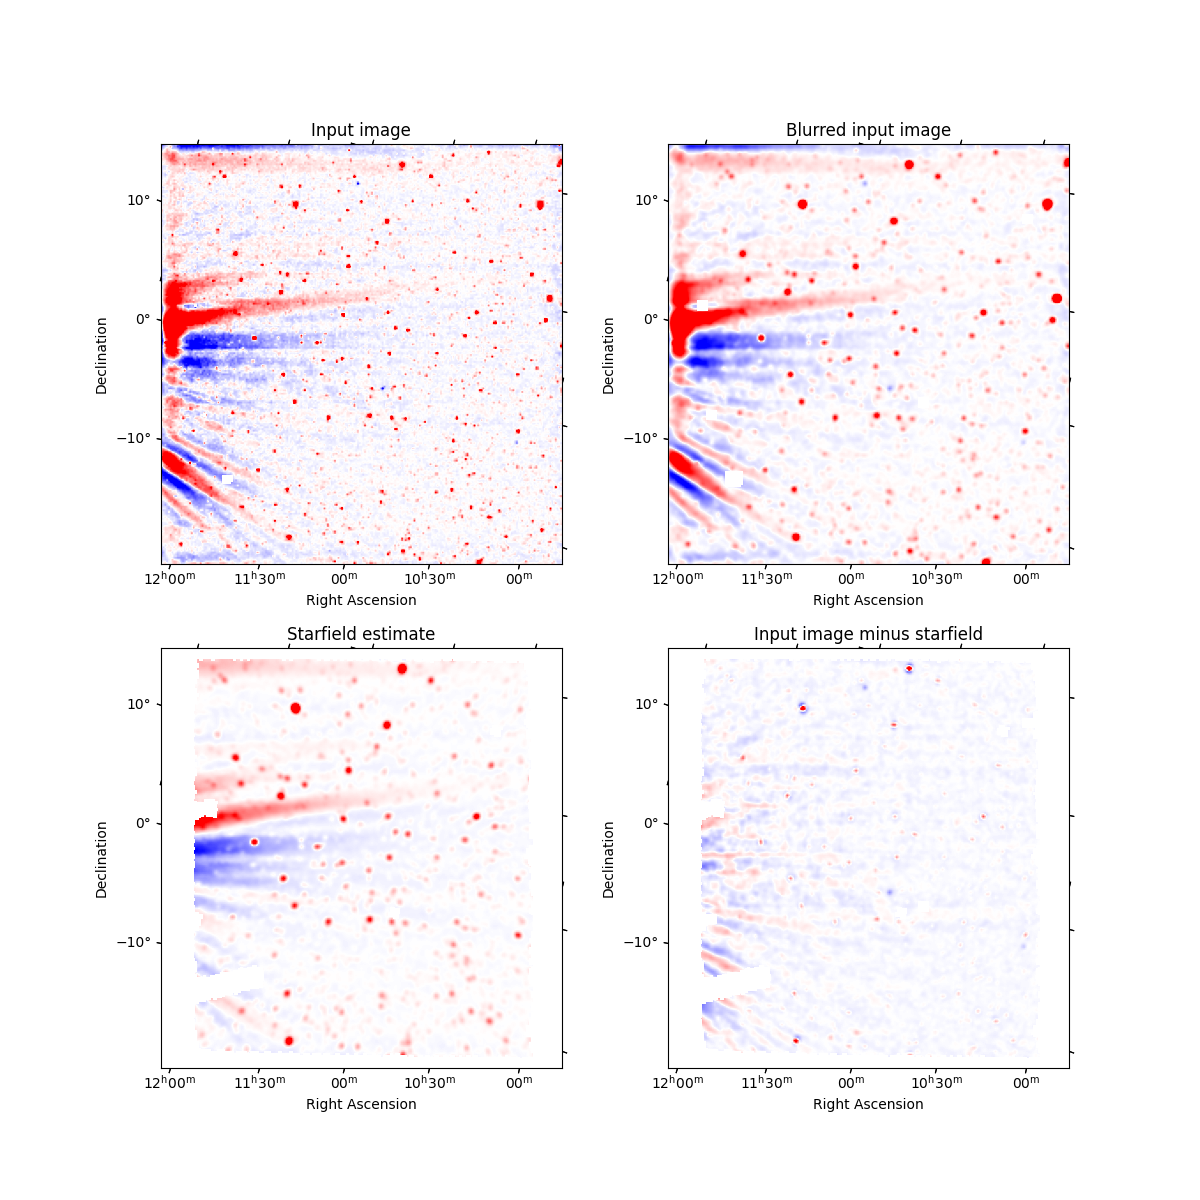 Input image
Blurred input image
10°
0°
−10°
Declination
12ʰ00ᵐ 11ʰ30ᵐ 00ᵐ 10ʰ30ᵐ 00ᵐ
Right Ascension
10°
0°
−10°
Declination
12ʰ00ᵐ 11ʰ30ᵐ 00ᵐ 10ʰ30ᵐ 00ᵐ
Right Ascension
Starfield estimate
Input image minus starfield
10°
0°
−10°
Declination
12ʰ00ᵐ 11ʰ30ᵐ 00ᵐ 10ʰ30ᵐ 00ᵐ
Right Ascension
10°
0°
−10°
Declination
12ʰ00ᵐ 11ʰ30ᵐ 00ᵐ 10ʰ30ᵐ 00ᵐ
Right Ascension